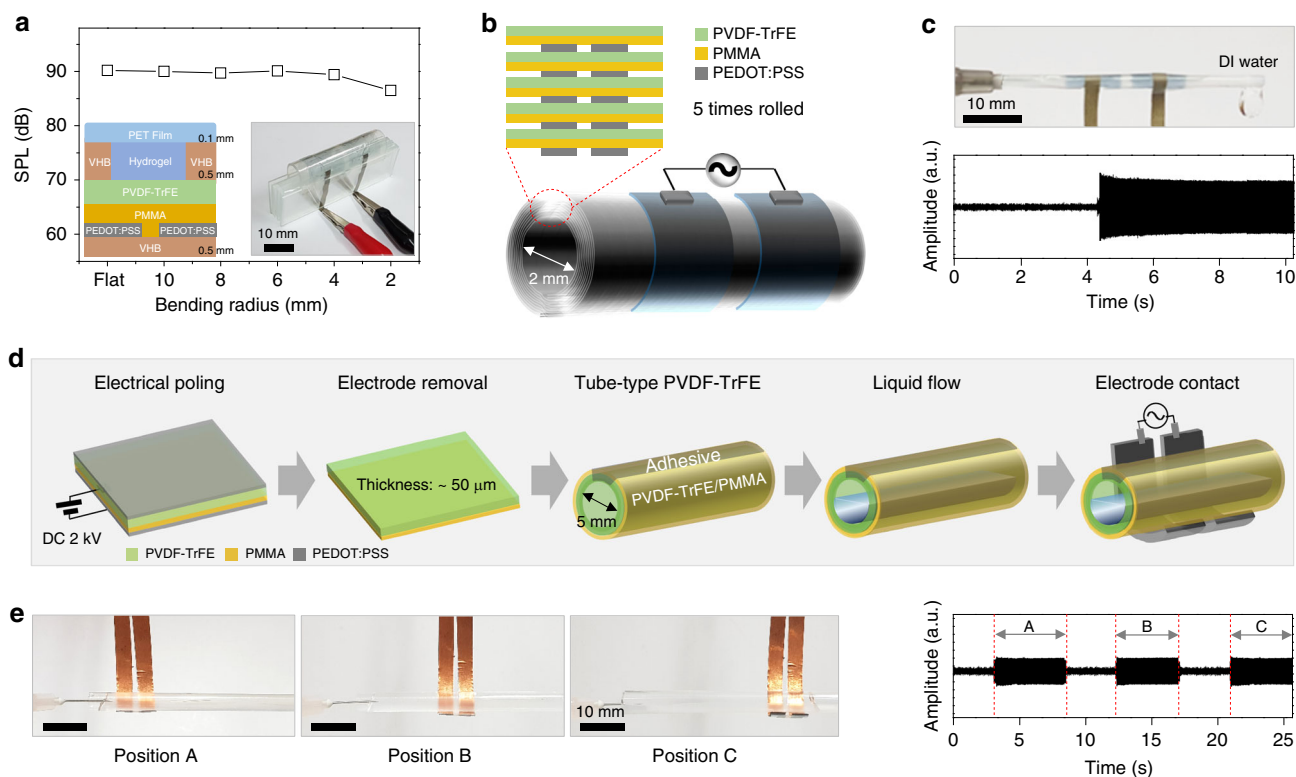 a
SPL (dB)
90
80
70
60
PET Film
0.1 mm
VHB
Hydrogel
VHB
0.5 mm
PVDF-TrFE
PMMA
PEDOT:PSS
PEDOT:PSS
VHB
0.5 mm
10 mm
Flat 10 8 6 4 2
Bending radius (mm)
b
PVDF-TrFE
PMMA
PEDOT:PSS
5 times rolled
2 mm
c
DI water
10 mm
Amplitude (a.u.)
0 2 4 6 8 10
Time (s)
d
Electrical poling
Electrode removal
Tube-type PVDF-TrFE
Liquid flow
Electrode contact
DC 2 kV
Thickness: ~ 50 μm
Adhesive
PVDF-TrFE/PMMA
5 mm
PVDF-TrFE
PMMA
PEDOT:PSS
e
10 mm
Position A
Position B
Position C
Amplitude (a.u.)
A
B
C
0 5 10 15 20 25
Time (s)